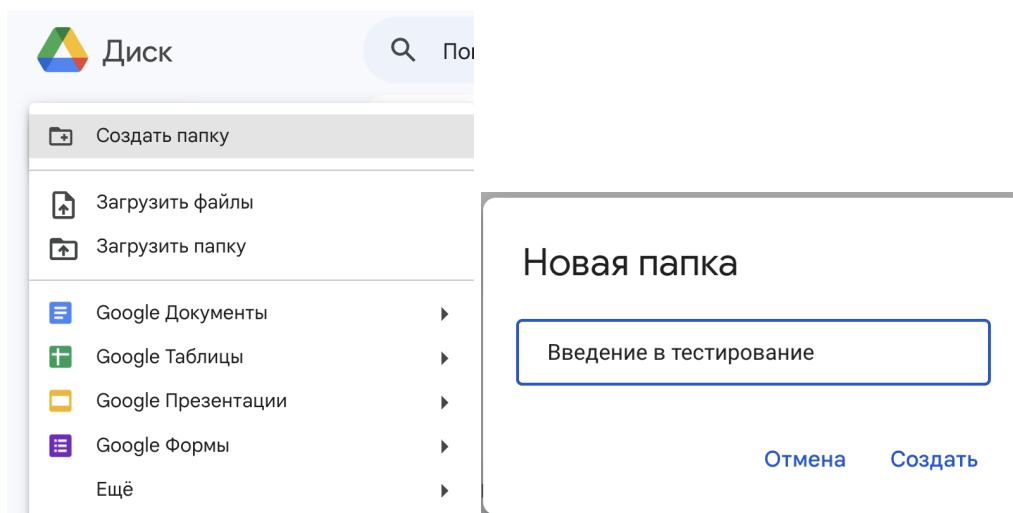 Диск
Создать папку
Загрузить файлы
Загрузить папку
Google Документы
Google Таблицы
Google Презентации
Google Формы
Ещё
Новая папка
Введение в тестирование
Отмена
Создать